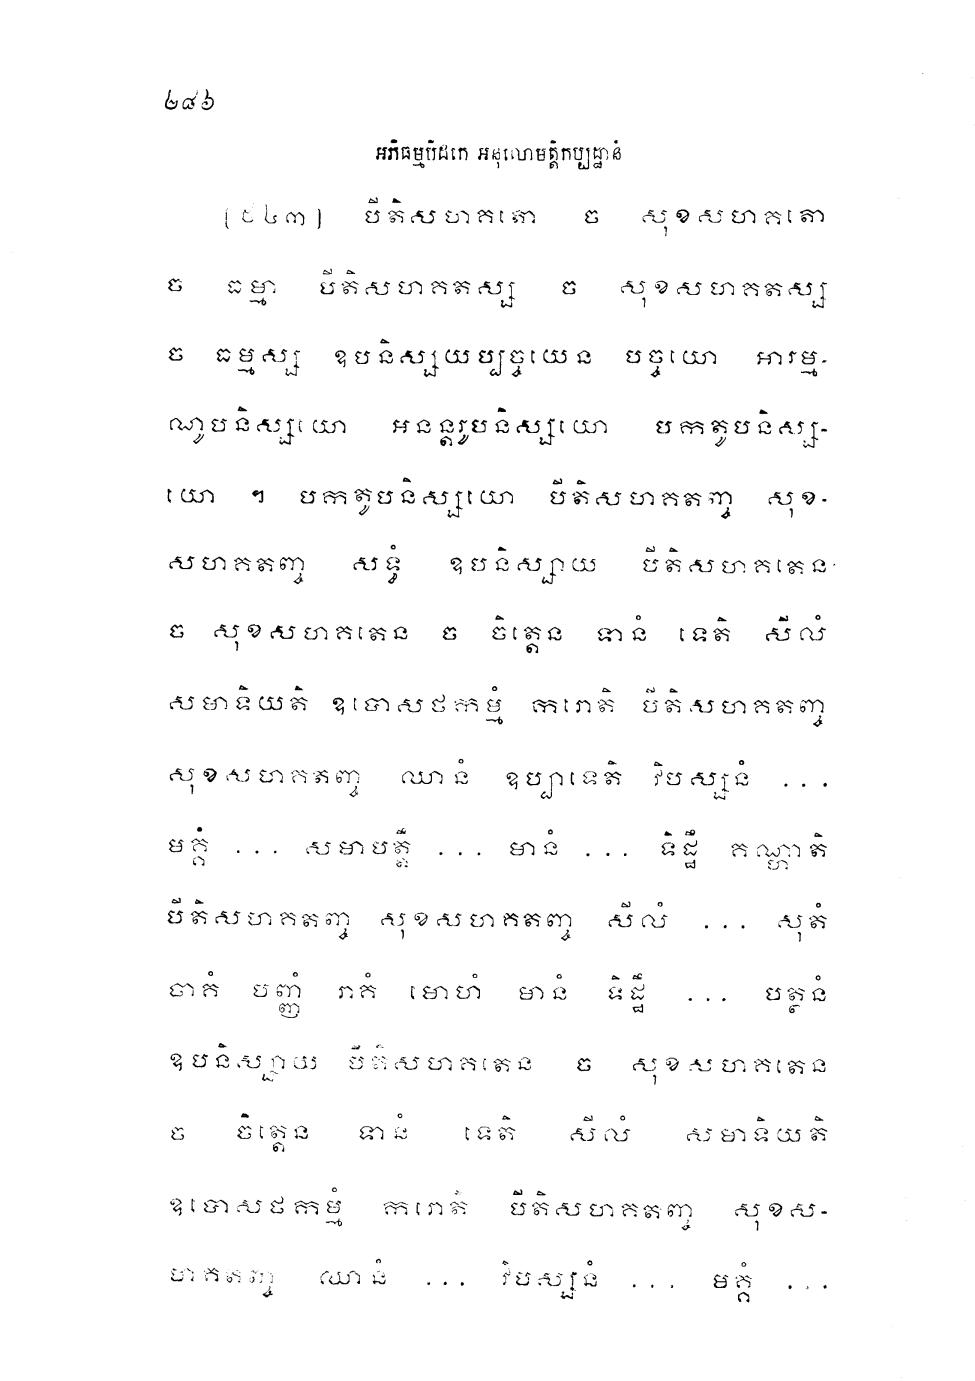 ២៨៦
អភិធម្មបិដកេ អនុលោមត្តិកប្បដ្ឋានំ
(៥៤៣) បីតិសហគតោ ច សុខសហគតោ
ច ធម្មា បីតិសហគតស្ស ច សុខសហគតស្ស
ច ធម្មស្ស ឧបនិស្សយប្បច្ចយេន បច្ចយោ អារម្ម-
ណូបនិស្សយោ អនន្តរូបនិស្សយោ បកតូបនិស្ស-
យោ ។ បកតូបនិស្សយោ បីតិសហគតញ្ច សុខ-
សហគតញ្ច សទ្ធំ ឧបនិស្សាយ បីតិសហគតេន
ច សុខសហគតេន ច ចិត្តេន ទានំ ទេតិ សីលំ
សមាទិយតិ ឧបោសថកម្មំ ករោតិ បីតិសហគតញ្ច
សុខសហគតញ្ច ឈានំ ឧប្បាទេតិ វិបស្សនំ ...
មគ្គំ ... សមាបត្តឹ ... មានំ ... ទិដ្ឋឹ គណ្ហាតិ
បីតិសហគតញ្ច សុខសហគតញ្ច សីលំ ... សុតំ
ចាគំ បញ្ញំ រាគំ មោហំ មានំ ទិដ្ឋឹ ... បត្ថនំ
ឧបនិស្សាយ បីតិសហគតេន ច សុខសហគតេន
ច ចិត្តេន ទានំ ទេតិ សីលំ សមាទិយតិ
ឧបោសថកម្មំ ករោតិ បីតិសហគតញ្ច សុខស-
ហគតញ្ច ឈានំ ... វិបស្សនំ ... មគ្គំ ...